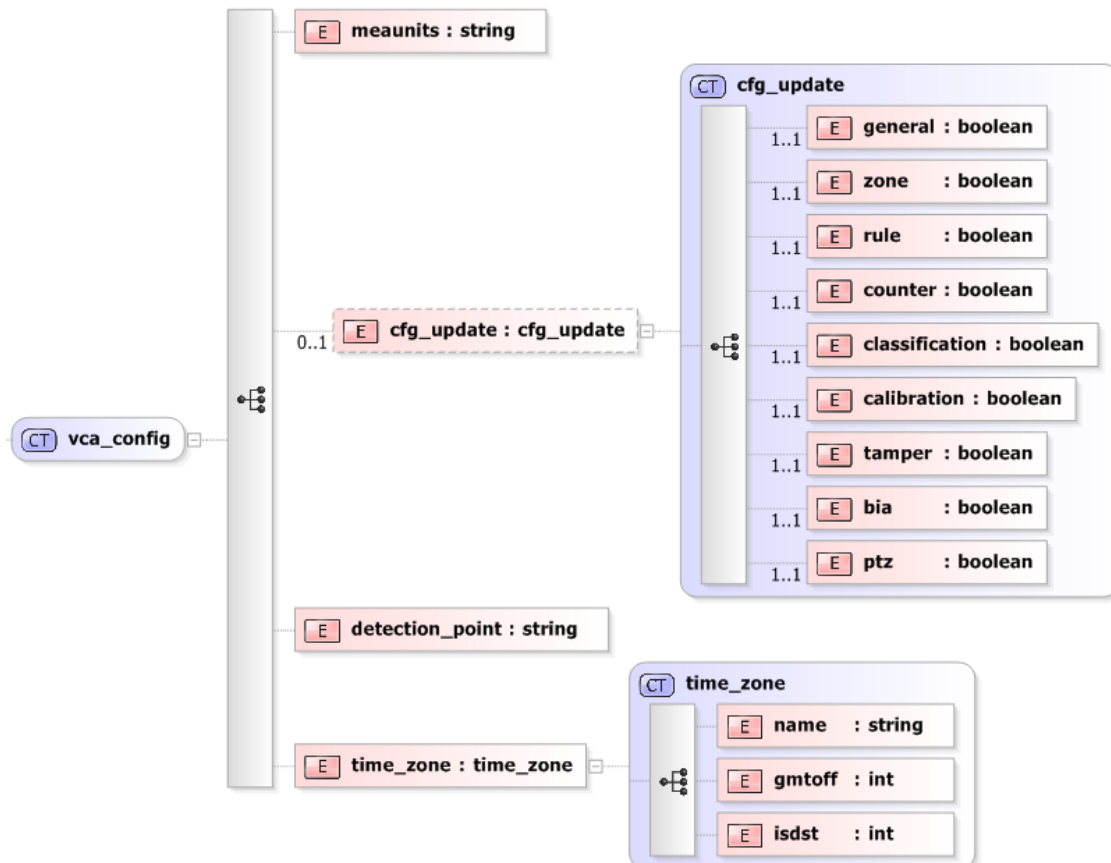 E meaunits : string
CT cfg_update
E general : boolean
1..1
E zone : boolean
1..1
E rule : boolean
1..1
E counter : boolean
1..1
0..1 E cfg_update : cfg_update
E classification : boolean
1..1
E calibration : boolean
1..1
CT vca_config
E tamper : boolean
1..1
E bia : boolean
1..1
E ptz : boolean
1..1
E detection_point : string
CT time_zone
E name : string
E time_zone : time_zone
E gmtoff : int
E isdst : int